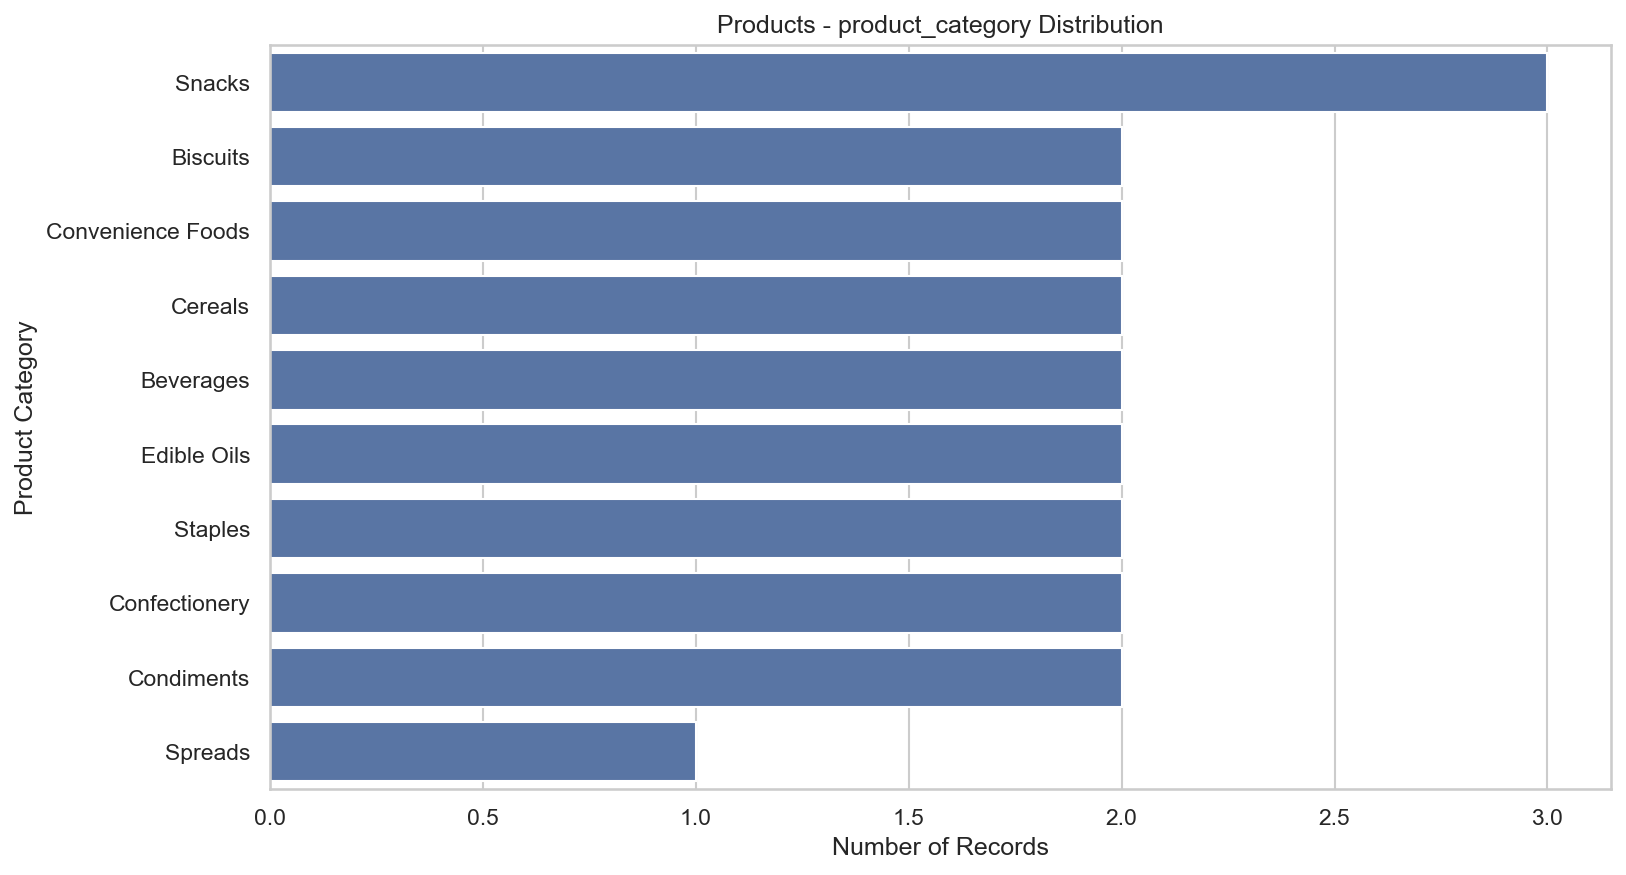 Products - product_category Distribution
Snacks
Biscuits
Convenience Foods
Cereals
Beverages
Edible Oils
Staples
Confectionery
Condiments
Spreads
Product Category
0.0 0.5 1.0 1.5 2.0 2.5 3.0
Number of Records